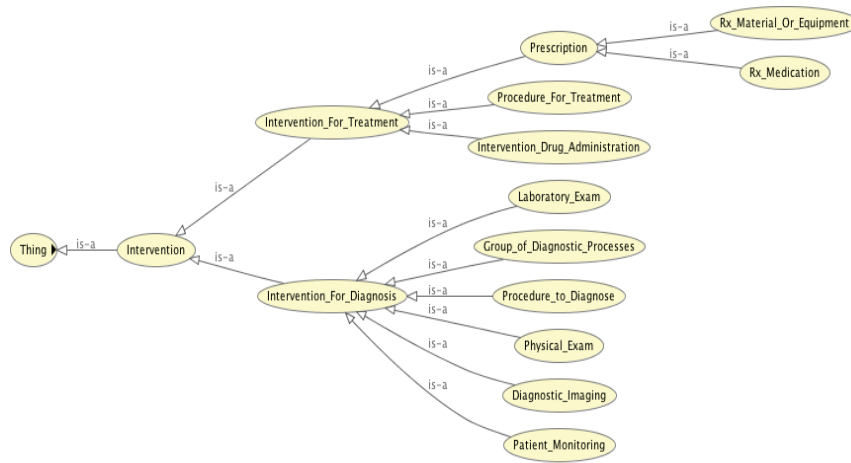 Rx_Material_Or_Equipment
is-a
Prescription
is-a
Rx_Medication
is-a
Procedure_For_Treatment
is-a
Intervention_For_Treatment
is-a
Intervention_Drug_Administration
is-a
Laboratory_Exam
is-a
Group_of_Diagnostic_Processes
Thing
is-a
Intervention
is-a
is-a
Intervention_For_Diagnosis
is-a
Procedure_to_Diagnose
is-a
Physical_Exam
is-a
Diagnostic_Imaging
is-a
Patient_Monitoring